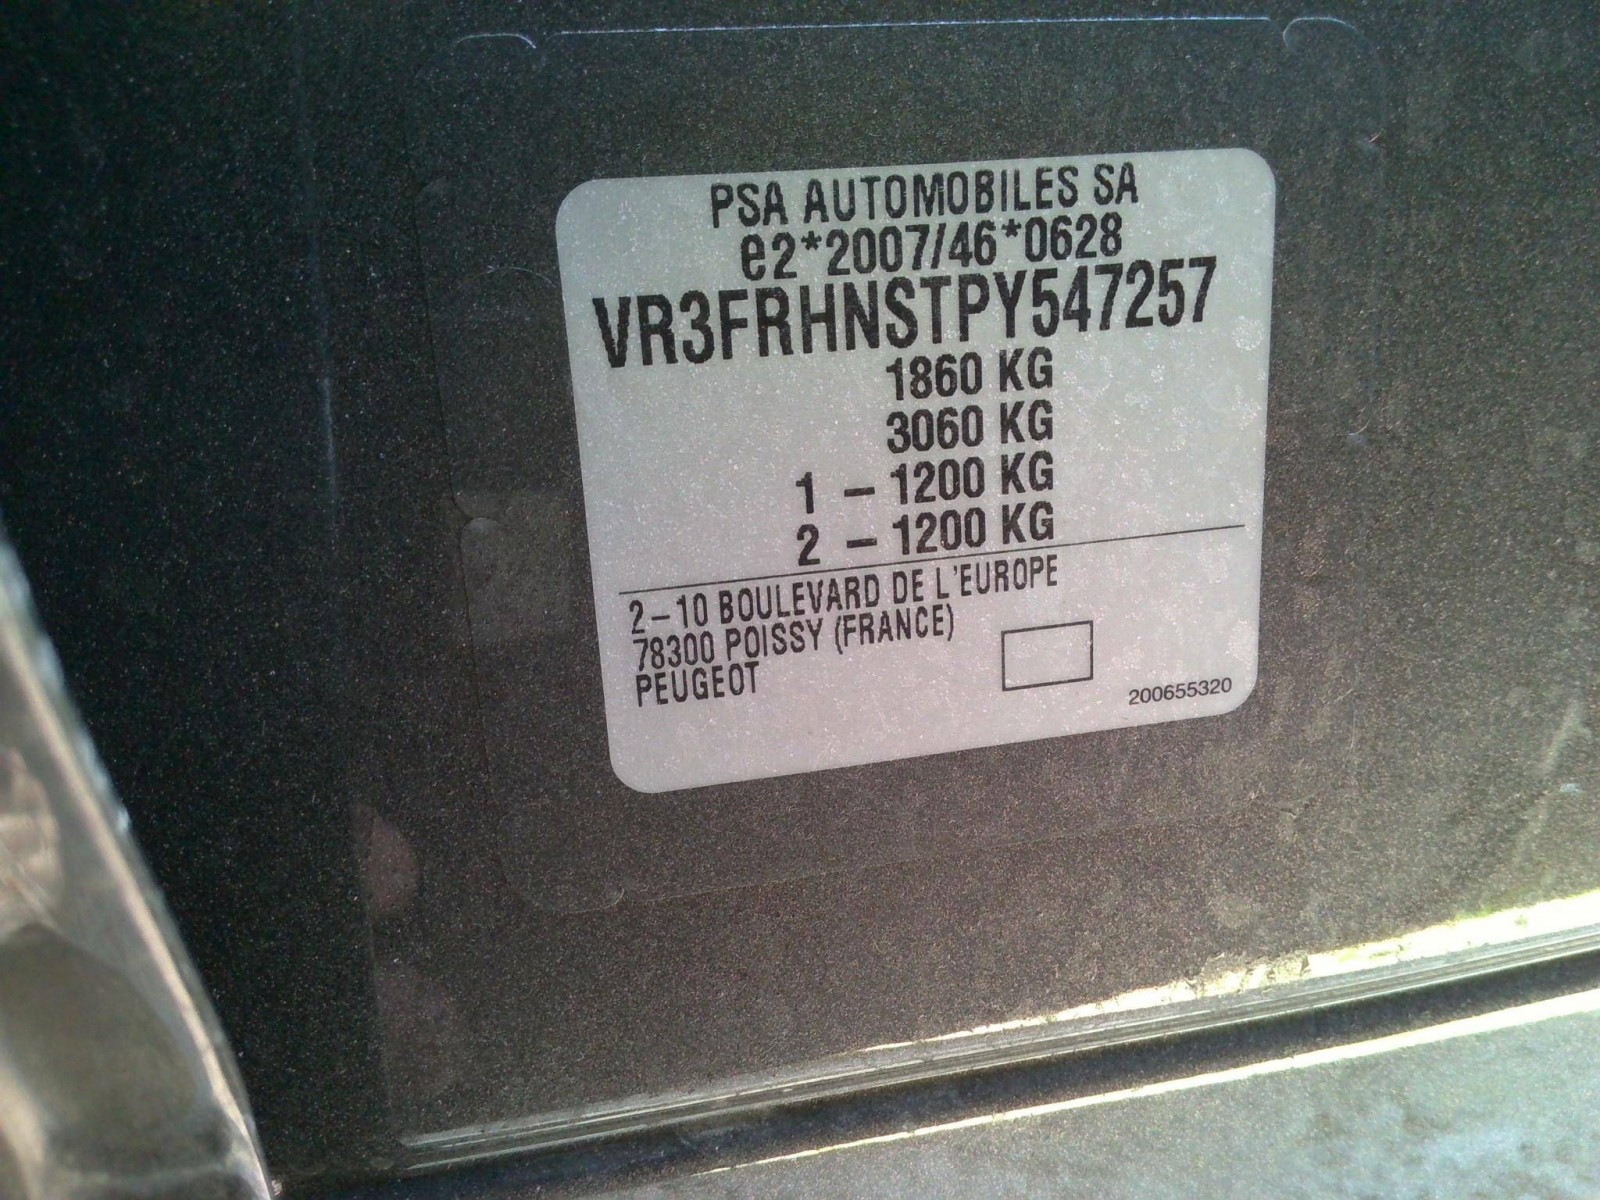 PSA AUTOMOBILES SA
e2*2007/46*0628
VR3FRHNSTPY547257
1860 KG
3060 KG
1 – 1200 KG
2 – 1200 KG
2–10 BOULEVARD DE L'EUROPE
78300 POISSY (FRANCE)
PEUGEOT
200655320